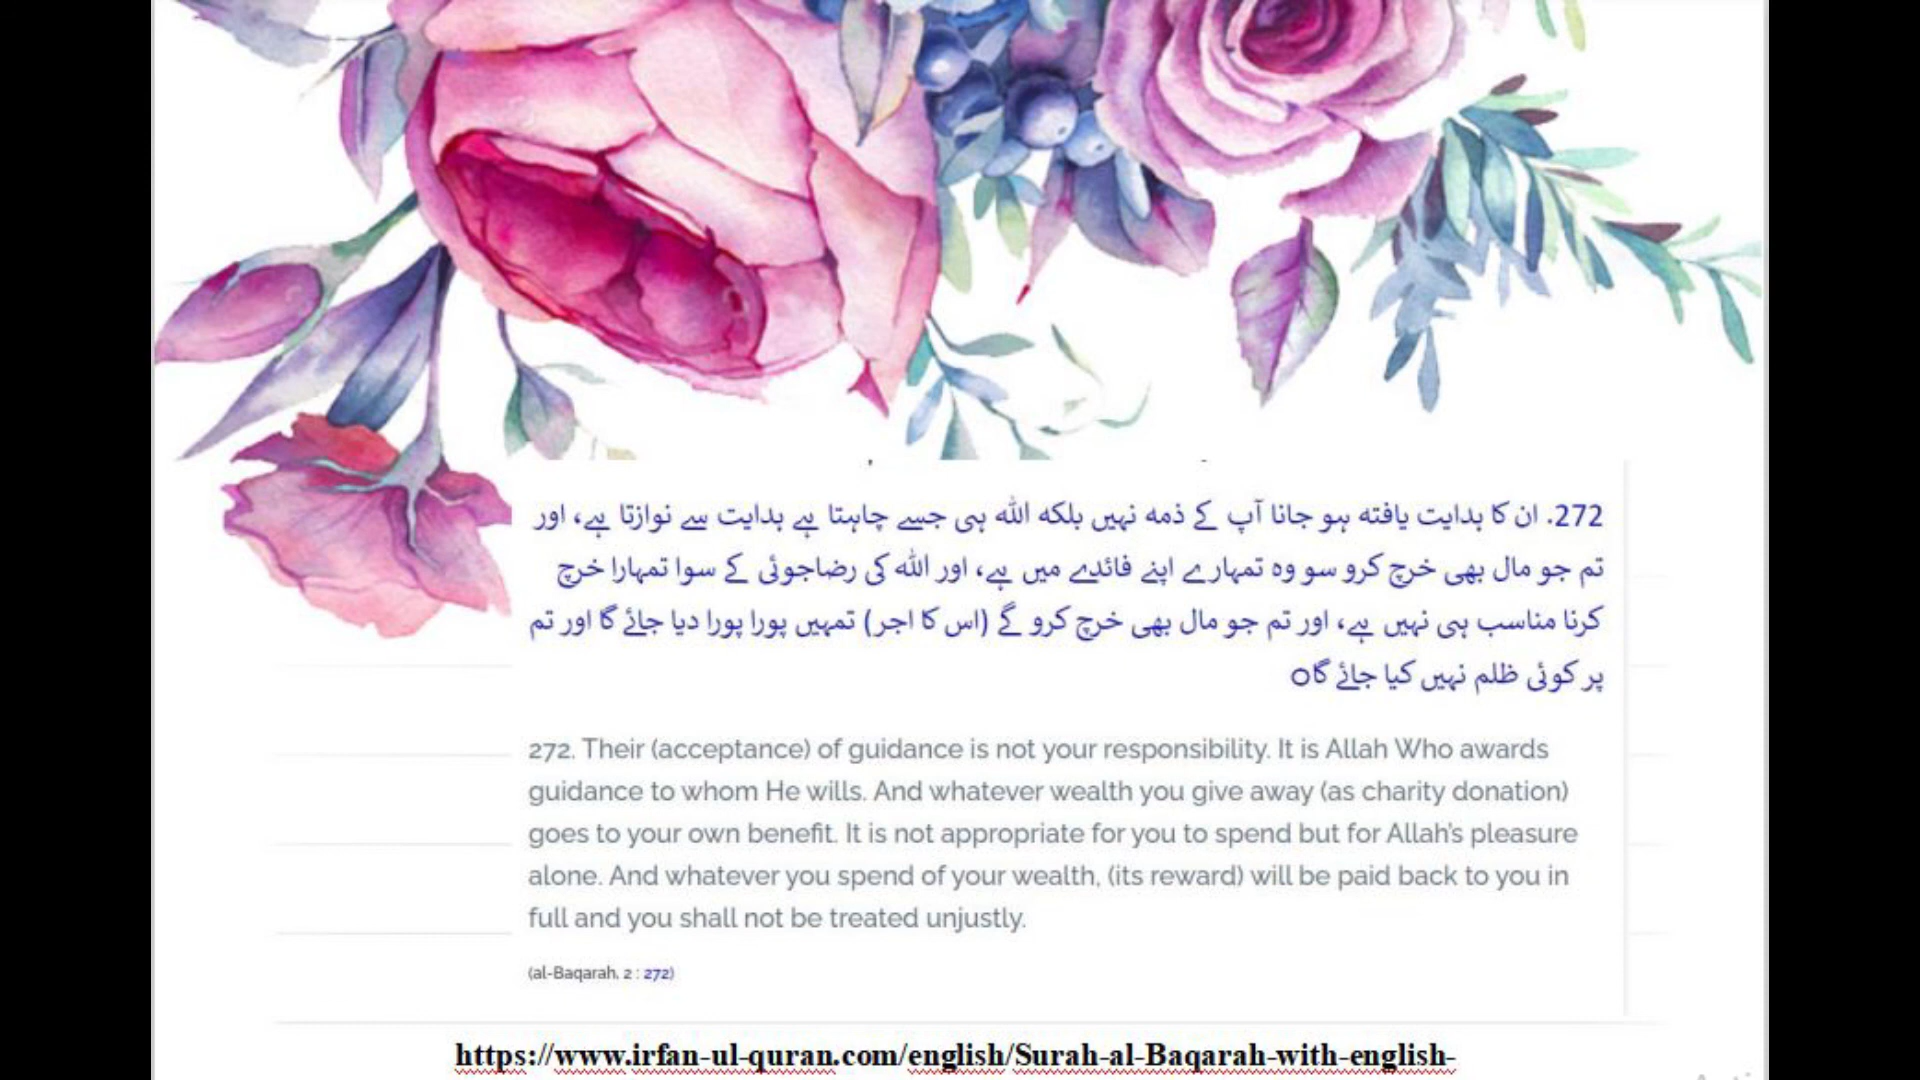 272. ان کا ہدایت یافتہ ہو جانا آپ کے ذمہ نہیں بلکہ اللہ ہی جسے چاہتا ہے ہدایت سے نوازتا ہے، اور
تم جو مال بھی خرچ کرو سو وہ تمہارے اپنے فائدے میں ہے، اور اللہ کی رضاجوئی کے سوا تمہارا خرچ
کرنا مناسب ہی نہیں ہے، اور تم جو مال بھی خرچ کرو گے (اس کا اجر) تمہیں پورا پورا دیا جائے گا اور تم
پر کوئی ظلم نہیں کیا جائے گاo
272. Their (acceptance) of guidance is not your responsibility. It is Allah Who awards
guidance to whom He wills. And whatever wealth you give away (as charity donation)
goes to your own benefit. It is not appropriate for you to spend but for Allah’s pleasure
alone. And whatever you spend of your wealth, (its reward) will be paid back to you in
full and you shall not be treated unjustly.
(al-Baqarah, 2 : 272)
https://www.irfan-ul-quran.com/english/Surah-al-Baqarah-with-english-